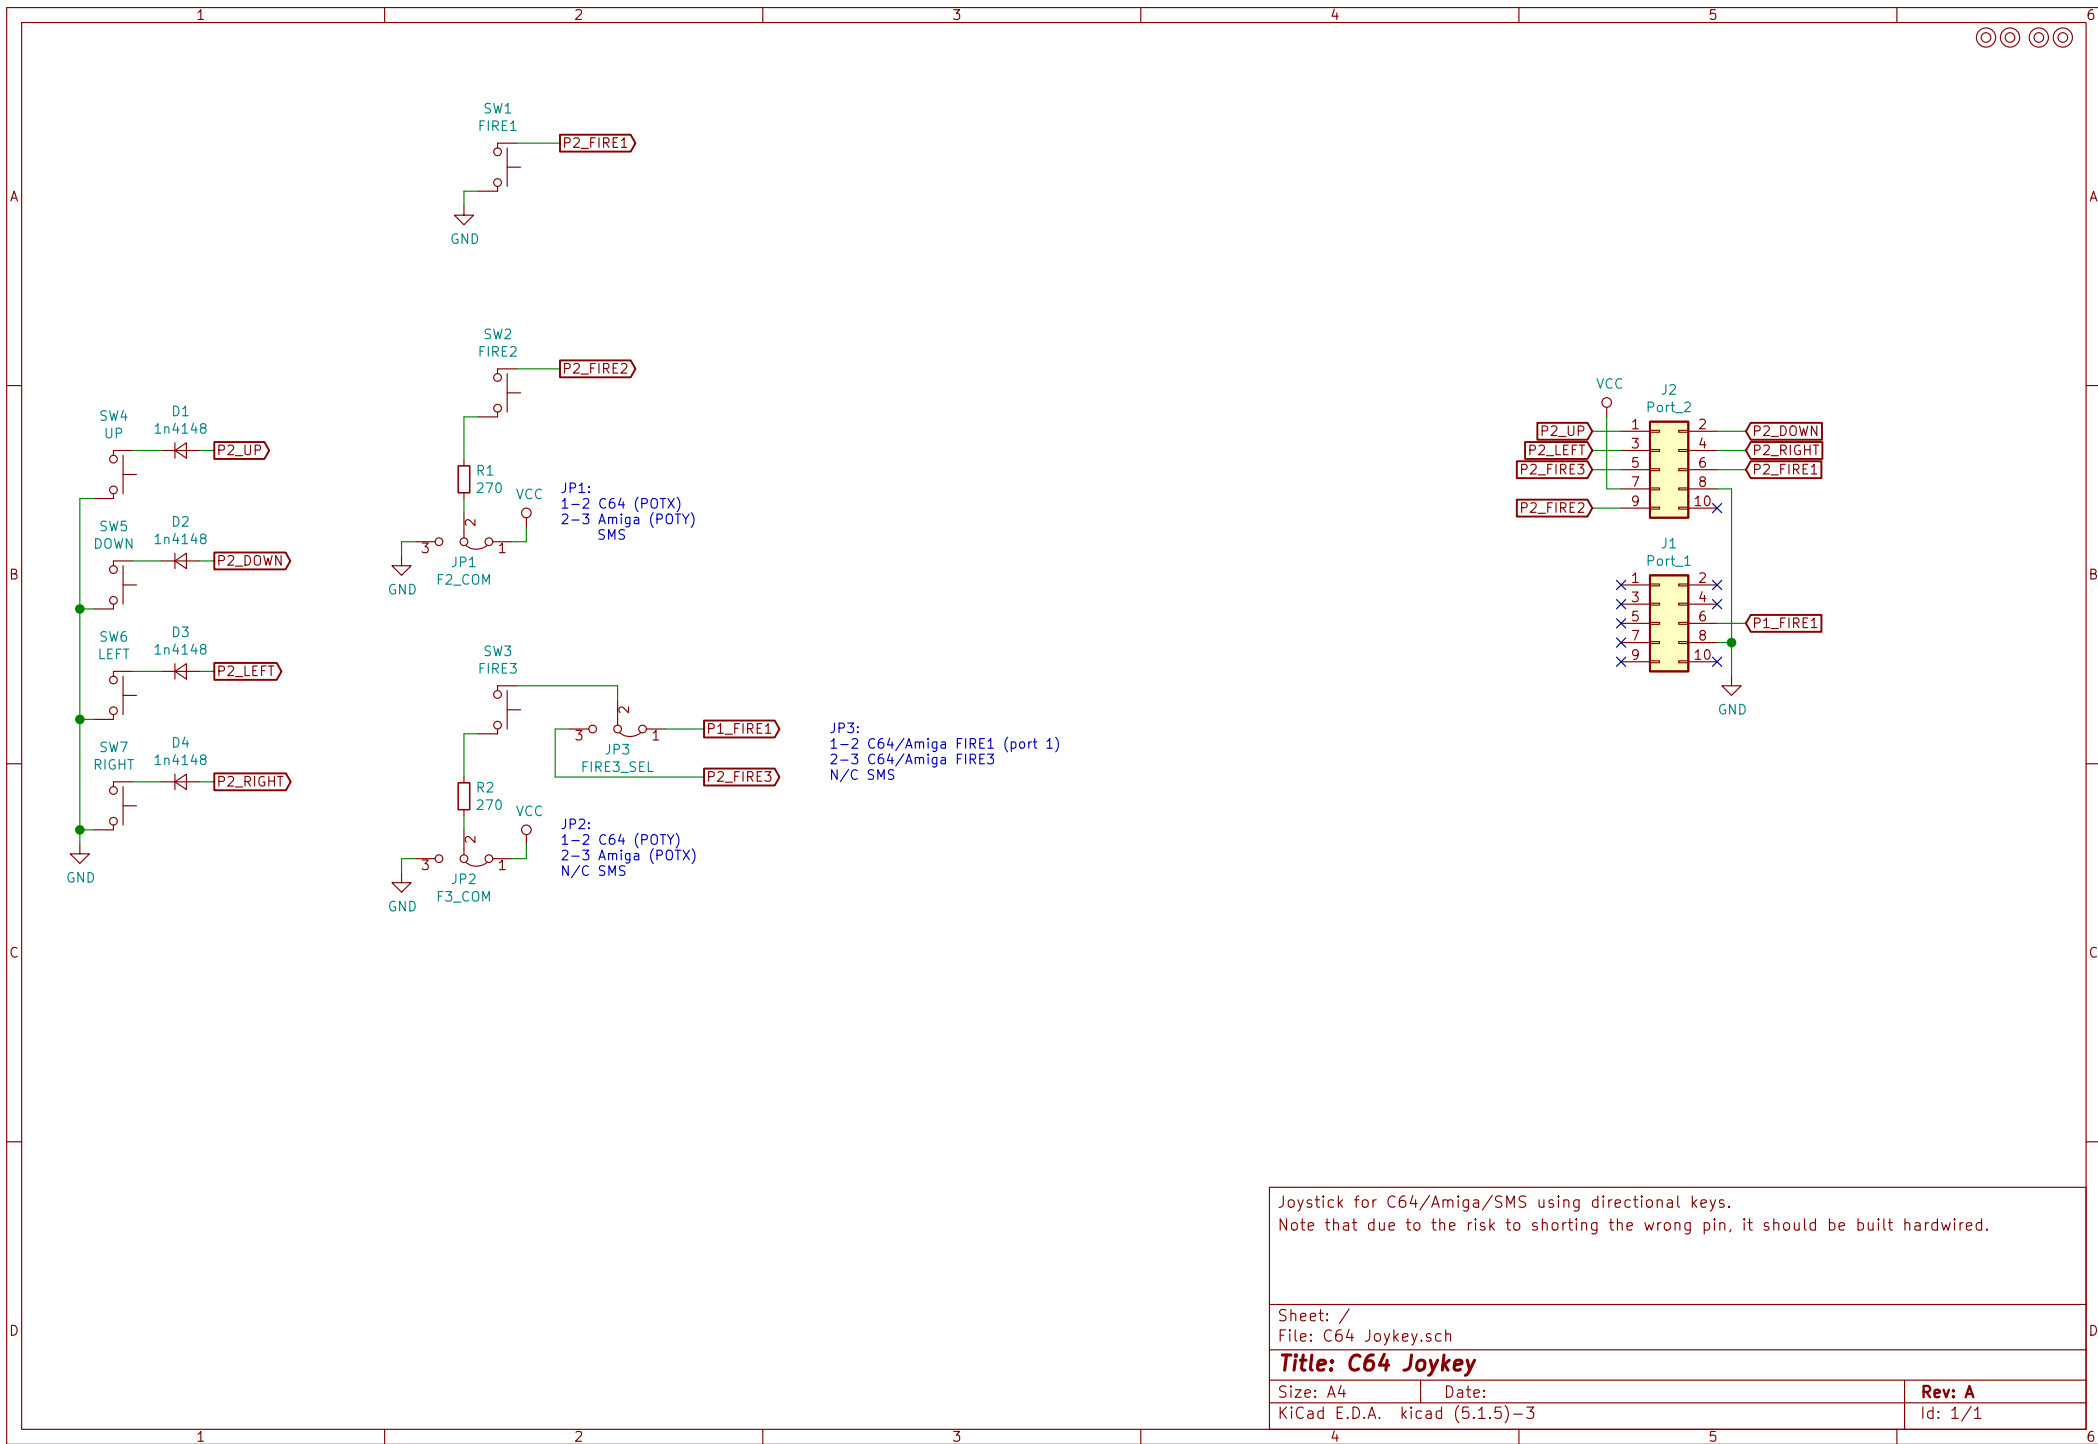 1 2 3 4 5 6
A
A
SW1
FIRE1
P2_FIRE1
GND
SW2
FIRE2
P2_FIRE2
R1
270
VCC
2
3
1
JP1
F2_COM
GND
JP1:
1-2 C64 (POTX)
2-3 Amiga (POTY)
SMS
SW4
UP
D1
1n4148
P2_UP
SW5
DOWN
D2
1n4148
P2_DOWN
SW6
LEFT
D3
1n4148
P2_LEFT
SW7
RIGHT
D4
1n4148
P2_RIGHT
GND
B
B
SW3
FIRE3
2
3
1
JP3
FIRE3_SEL
P1_FIRE1
P2_FIRE3
JP3:
1-2 C64/Amiga FIRE1 (port 1)
2-3 C64/Amiga FIRE3
N/C SMS
R2
270
VCC
2
3
1
JP2
F3_COM
GND
JP2:
1-2 C64 (POTY)
2-3 Amiga (POTX)
N/C SMS
VCC
J2
Port_2
P2_UP 1 2 P2_DOWN
P2_LEFT 3 4 P2_RIGHT
P2_FIRE3 5 6 P2_FIRE1
7 8
P2_FIRE2 9 10
J1
Port_1
1 2
3 4
5 6 P1_FIRE1
7 8
9 10
GND
C
C
D
D
Joystick for C64/Amiga/SMS using directional keys.
Note that due to the risk to shorting the wrong pin, it should be built hardwired.
Sheet: /
File: C64 Joykey.sch
Title: C64 Joykey
Size: A4 Date: Rev: A
KiCad E.D.A. kicad (5.1.5)-3 Id: 1/1
1 2 3 4 5 6